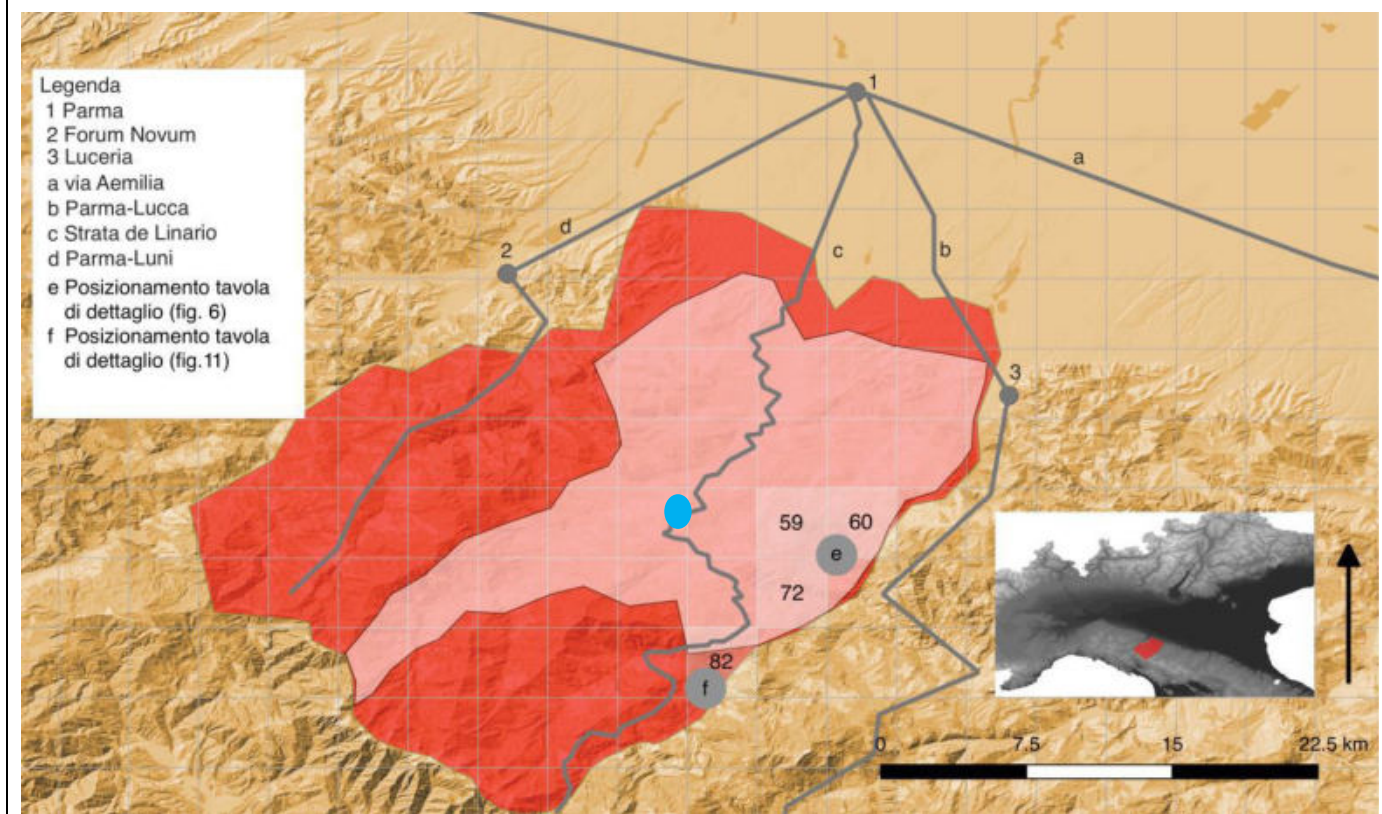 Legenda
1 Parma
2 Forum Novum
3 Luceria
a via Aemilia
b Parma-Lucca
c Strata de Linario
d Parma-Luni
e Posizionamento tavola
di dettaglio (fig. 6)
f Posizionamento tavola
di dettaglio (fig.11)
1
a
d
2
c
b
3
59
60
e
72
82
f
0
7.5
15
22.5 km